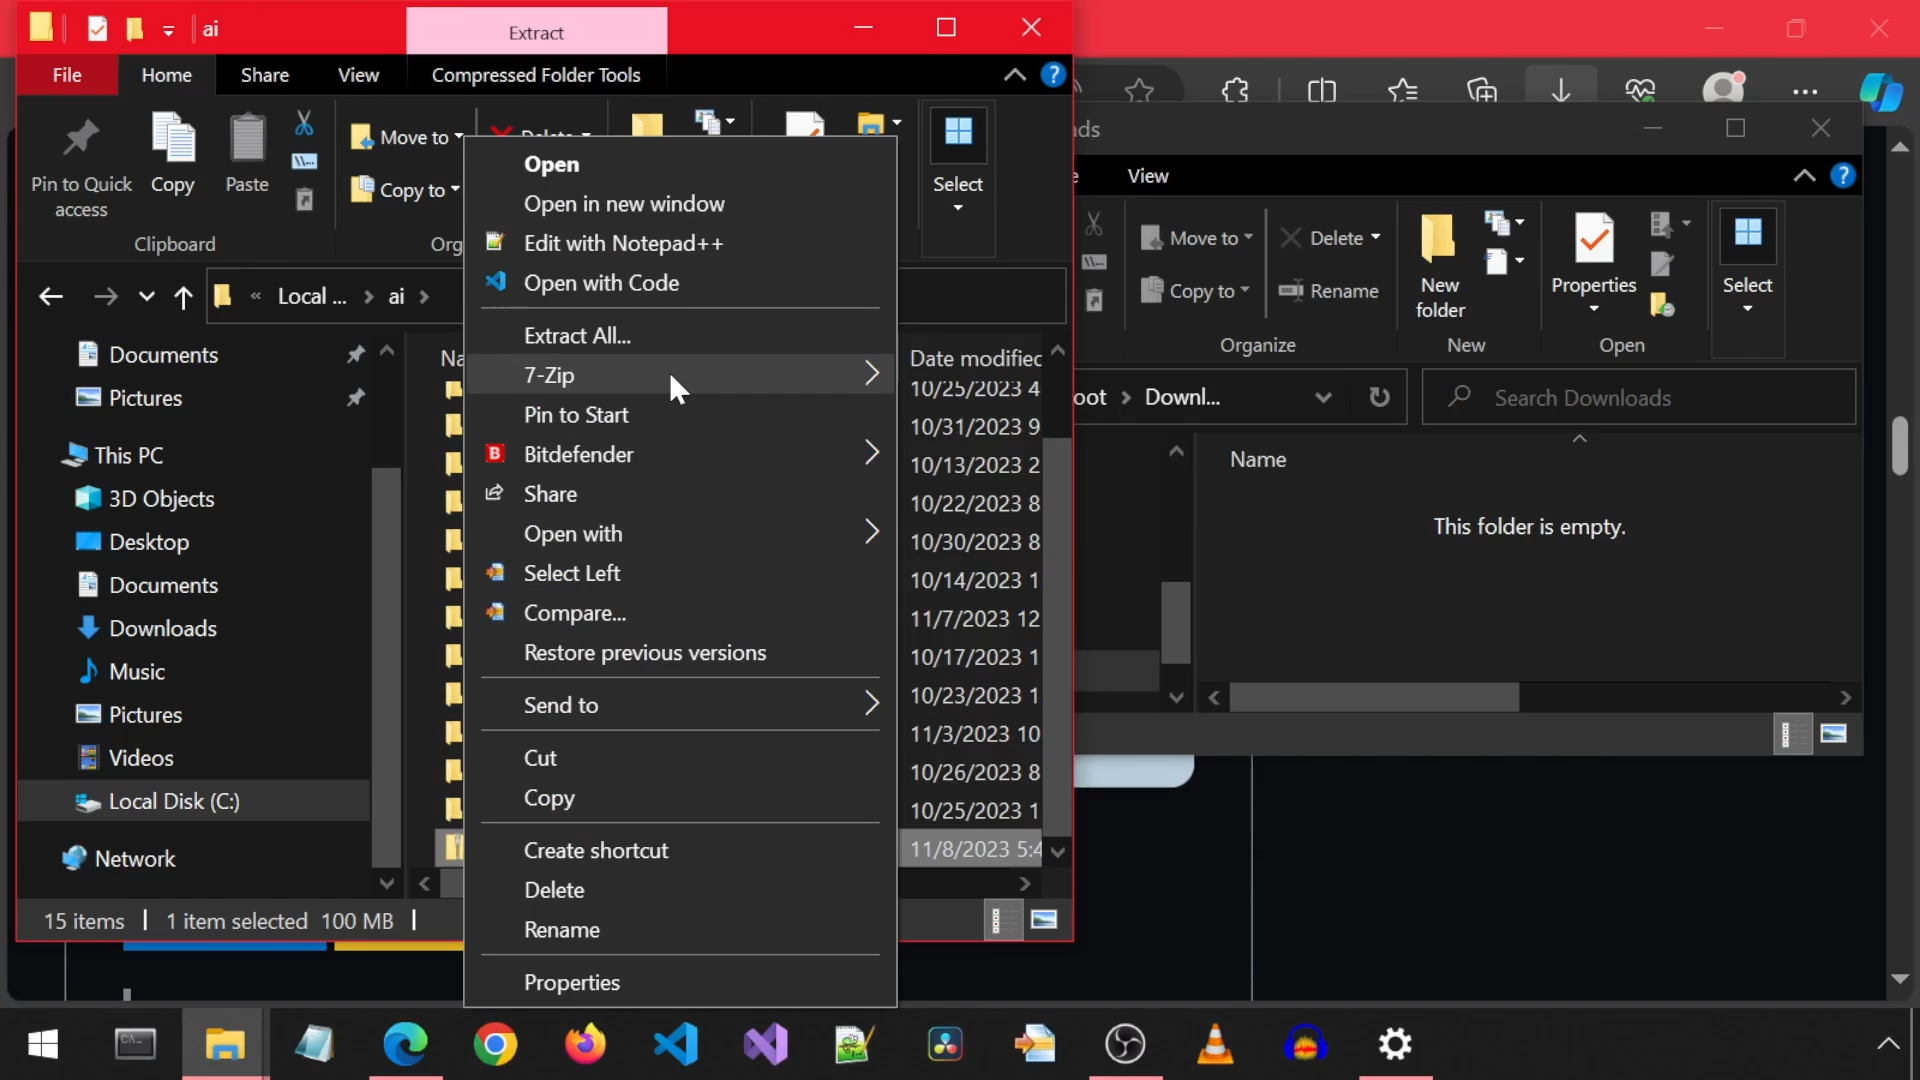 ai
Extract
File
Home
Share
View
Compressed Folder Tools
Pin to Quick
access
Copy
Paste
Move to
Copy to
Select
Clipboard
Local ...
ai
Documents
Pictures
This PC
3D Objects
Desktop
Documents
Downloads
Music
Pictures
Videos
Local Disk (C:)
Network
15 items
1 item selected 100 MB
Open
Open in new window
Edit with Notepad++
Open with Code
Extract All...
7-Zip
Pin to Start
Bitdefender
Share
Open with
Select Left
Compare...
Restore previous versions
Send to
Cut
Copy
Create shortcut
Delete
Rename
Properties
Date modified
10/25/2023 4
10/31/2023 9
10/13/2023 2
10/22/2023 8
10/30/2023 8
10/14/2023 1
11/7/2023 12
10/17/2023 1
10/23/2023 1
11/3/2023 10
10/26/2023 8
10/25/2023 1
11/8/2023 5:4
View
Move to
Copy to
Delete
Rename
New
folder
Properties
Select
Organize
New
Open
Downl...
Search Downloads
Name
This folder is empty.